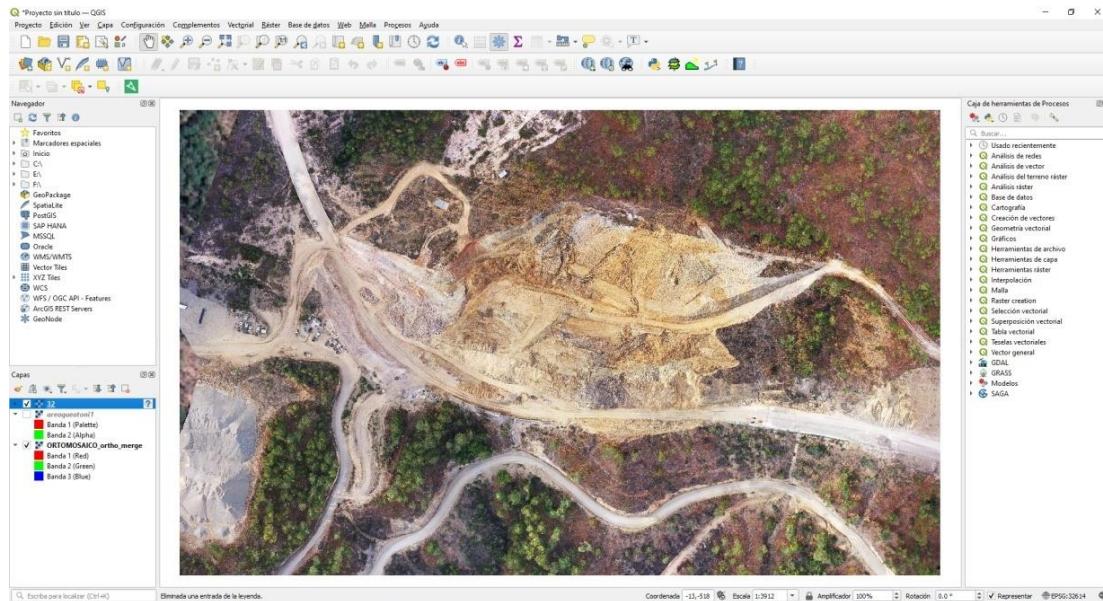 *Proyecto sin título — QGIS
Proyecto Edición Ver Capa Configuración Complementos Vectorial Ráster Base de datos Web Malla Procesos Ayuda
Navegador
Favoritos
Marcadores espaciales
Inicio
C:\
E:\
F:\
GeoPackage
SpatiaLite
PostGIS
SAP HANA
MSSQL
Oracle
WMS/WMTS
Vector Tiles
XYZ Tiles
WCS
WFS / OGC API - Features
ArcGIS REST Servers
GeoNode
Capas
32
Banda 1 (Palette)
Banda 2 (Alpha)
ORTOMOSAICO_ortho_merge
Banda 1 (Red)
Banda 2 (Green)
Banda 3 (Blue)
Caja de herramientas de Procesos
Buscar...
Usado recientemente
Análisis de redes
Análisis de vector
Análisis del terreno ráster
Análisis ráster
Base de datos
Cartografía
Creación de vectores
Geometría vectorial
Gráficos
Herramientas de archivo
Herramientas de capa
Herramientas ráster
Interpolación
Malla
Raster creation
Selección vectorial
Superposición vectorial
Tabla vectorial
Teselas vectoriales
Vector general
GDAL
GRASS
Modelos
SAGA
Escriba para localizar (Ctrl+K) Eliminada una entrada de la leyenda. Coordenada -13,-518 Escala 1:3912 Amplificador 100% Rotación 0.0 ° Representar EPSG:32614